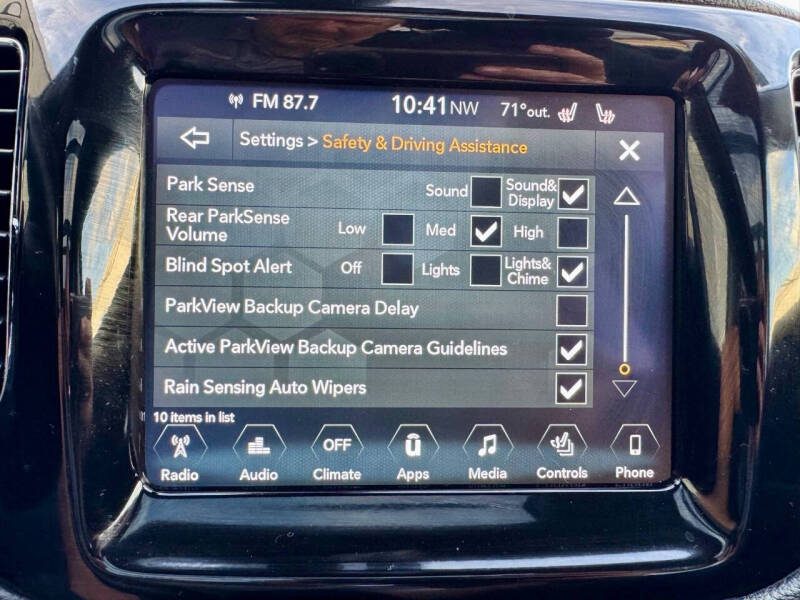 FM 87.7 10:41 NW 71°out.
Settings > Safety & Driving Assistance
Park Sense Sound Sound& Display
Rear ParkSense Volume Low Med High
Blind Spot Alert Off Lights Lights& Chime
ParkView Backup Camera Delay
Active ParkView Backup Camera Guidelines
Rain Sensing Auto Wipers
10 items in list
OFF
Radio Audio Climate Apps Media Controls Phone